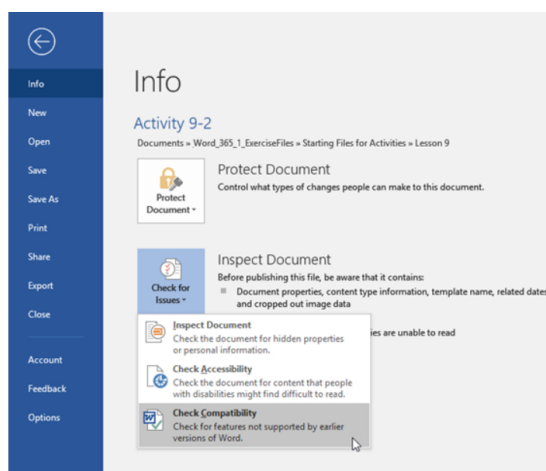 Info
Info
New
Activity 9-2
Open
Documents » Word_365_1_ExerciseFiles » Starting Files for Activities » Lesson 9
Save
Protect Document
Control what types of changes people can make to this document.
Save As
Protect
Document
Print
Share
Inspect Document
Before publishing this file, be aware that it contains:
Export
Check for
Issues
Document properties, content type information, template name, related dates
and cropped out image data
Close
Inspect Document
ies are unable to read
Check the document for hidden properties
or personal information.
Account
Check Accessibility
Feedback
Check the document for content that people
with disabilities might find difficult to read.
Options
Check Compatibility
Check for features not supported by earlier
versions of Word.